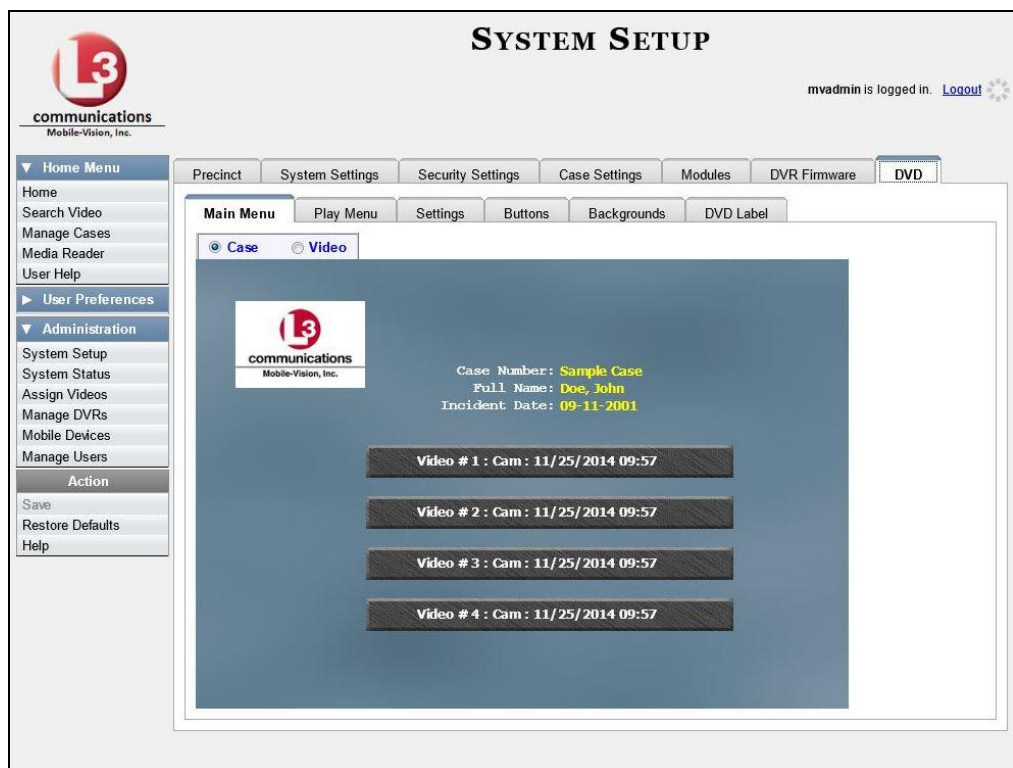 SYSTEM SETUP
L3
communications
Mobile-Vision, Inc.
mvadmin is logged in. Logout
▼ Home Menu
Home
Search Video
Manage Cases
Media Reader
User Help
► User Preferences
▼ Administration
System Setup
System Status
Assign Videos
Manage DVRs
Mobile Devices
Manage Users
Action
Save
Restore Defaults
Help
Precinct System Settings Security Settings Case Settings Modules DVR Firmware DVD
Main Menu Play Menu Settings Buttons Backgrounds DVD Label
Case Video
L3
communications
Mobile-Vision, Inc.
Case Number: Sample Case
Full Name: Doe, John
Incident Date: 09-11-2001
Video # 1 : Cam : 11/25/2014 09:57
Video # 2 : Cam : 11/25/2014 09:57
Video # 3 : Cam : 11/25/2014 09:57
Video # 4 : Cam : 11/25/2014 09:57